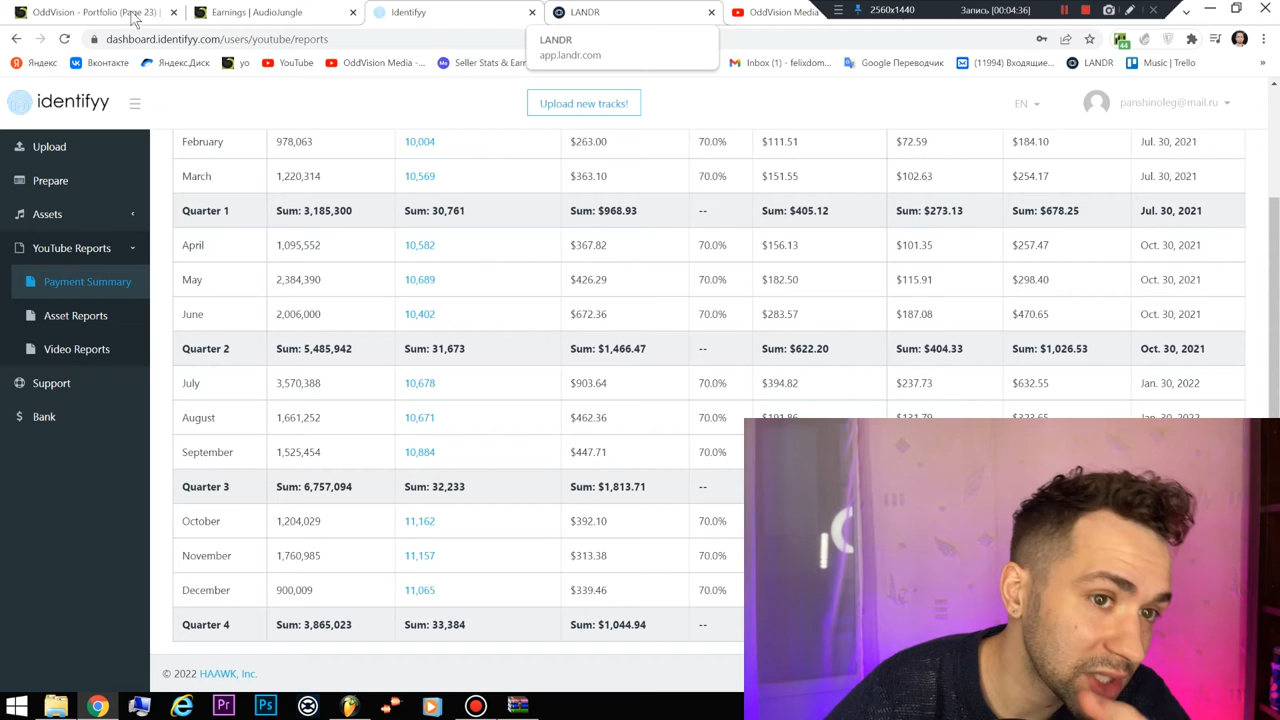 OddVision - Portfolio (Page 23) |
Earnings | AudioJungle
Identifyy
LANDR
OddVision Media
2560x1440
Запись [00:04:36]
dashboard.identifyy.com/users/youtube/reports
LANDR
app.landr.com
44
Яндекс
Вконтакте
Яндекс.Диск
yo
YouTube
OddVision Media
Seller Stats & Earn
Inbox (1) - felixdom...
Google Переводчик
(11994) Входящие...
LANDR
Music | Trello
identifyy
Upload new tracks!
EN
panshinoleg@mail.ru
Upload
Prepare
Assets
YouTube Reports
Payment Summary
Asset Reports
Video Reports
Support
Bank
February 978,063 10,004 $263.00 70.0% $111.51 $72.59 $184.10 Jul. 30, 2021
March 1,220,314 10,569 $363.10 70.0% $151.55 $102.63 $254.17 Jul. 30, 2021
Quarter 1 Sum: 3,185,300 Sum: 30,761 Sum: $968.93 -- Sum: $405.12 Sum: $273.13 Sum: $678.25 Jul. 30, 2021
April 1,095,552 10,582 $367.82 70.0% $156.13 $101.35 $257.47 Oct. 30, 2021
May 2,384,390 10,689 $426.29 70.0% $182.50 $115.91 $298.40 Oct. 30, 2021
June 2,006,000 10,402 $672.36 70.0% $283.57 $187.08 $470.65 Oct. 30, 2021
Quarter 2 Sum: 5,485,942 Sum: 31,673 Sum: $1,466.47 -- Sum: $622.20 Sum: $404.33 Sum: $1,026.53 Oct. 30, 2021
July 3,570,388 10,678 $903.64 70.0% $394.82 $237.73 $632.55 Jan. 30, 2022
August 1,661,252 10,671 $462.36 70.0% $191.86 $131.79 $323.65 Jan. 30, 2022
September 1,525,454 10,884 $447.71 70.0%
Quarter 3 Sum: 6,757,094 Sum: 32,233 Sum: $1,813.71 --
October 1,204,029 11,162 $392.10 70.0%
November 1,760,985 11,157 $313.38 70.0%
December 900,009 11,065 $339.46 70.0%
Quarter 4 Sum: 3,865,023 Sum: 33,384 Sum: $1,044.94 --
© 2022 HAAWK, Inc.
Ps